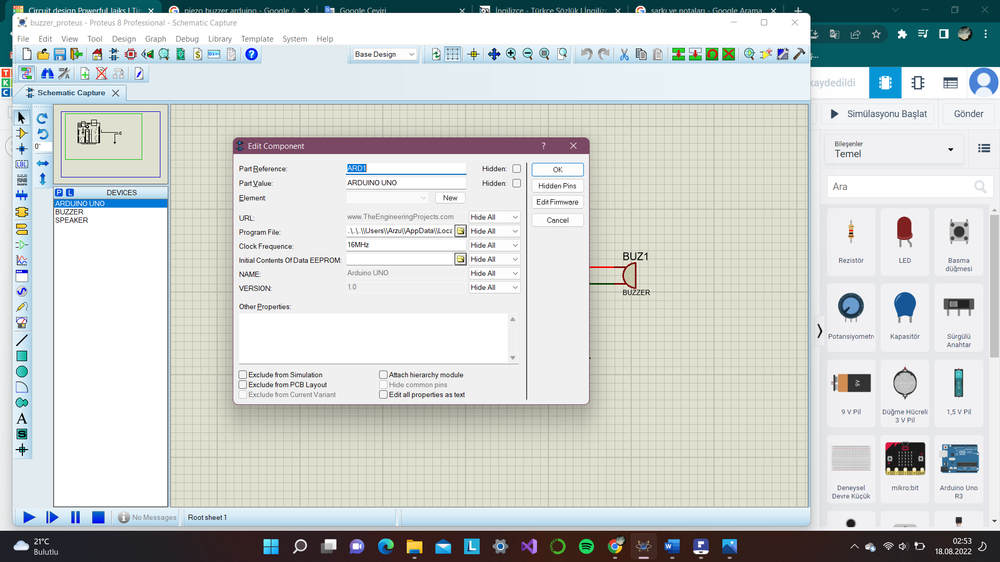 Circuit design Powerful Jaiks | Tin
piezo buzzer arduino - Google A
Google Çeviri
İngilizce - Türkçe Sözlük | İngilizc
şarkı ve notaları - Google Arama
buzzer_proteus - Proteus 8 Professional - Schematic Capture
File Edit View Tool Design Graph Debug Library Template System Help
Base Design
Schematic Capture
kaydedildi
Simülasyonu Başlat
Gönder
0°
Bileşenler
Temel
Ara
P L DEVICES
ARDUINO UNO
BUZZER
SPEAKER
LBL
Edit Component
Part Reference: ARD1 Hidden:
Part Value: ARDUINO UNO Hidden:
Element: New
URL: www.TheEngineeringProjects.com Hide All
Program File: ..\..\..\\Users\\Arzu\\AppData\\Loca Hide All
Clock Frequence: 16MHz Hide All
Initial Contents Of Data EEPROM: Hide All
NAME: Arduino UNO Hide All
VERSION: 1.0 Hide All
Other Properties:
Exclude from Simulation
Exclude from PCB Layout
Exclude from Current Variant
Attach hierarchy module
Hide common pins
Edit all properties as text
OK
Hidden Pins
Edit Firmware
Cancel
BUZ1
BUZZER
Rezistör
LED
Basma
düğmesi
Potansiyometre
Kapasitör
Sürgülü
Anahtar
9V
9 V Pil
Düğme Hücreli
3 V Pil
1,5 V Pil
Deneysel
Devre Küçük
mikro:bit
Arduino Uno
R3
No Messages
Root sheet 1
21°C
Bulutlu
02:53
18.08.2022